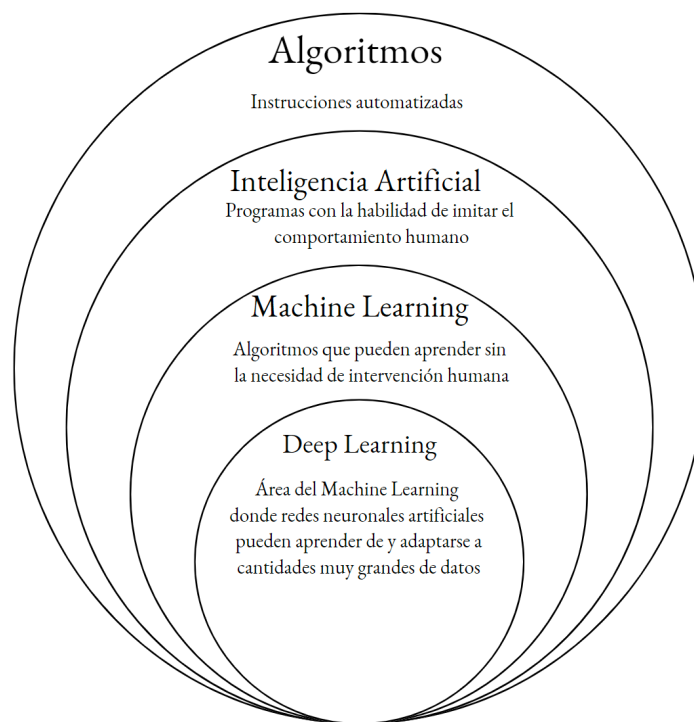 Algoritmos
Instrucciones automatizadas
Inteligencia Artificial
Programas con la habilidad de imitar el
comportamiento humano
Machine Learning
Algoritmos que pueden aprender sin
la necesidad de intervención humana
Deep Learning
Área del Machine Learning
donde redes neuronales artificiales
pueden aprender de y adaptarse a
cantidades muy grandes de datos